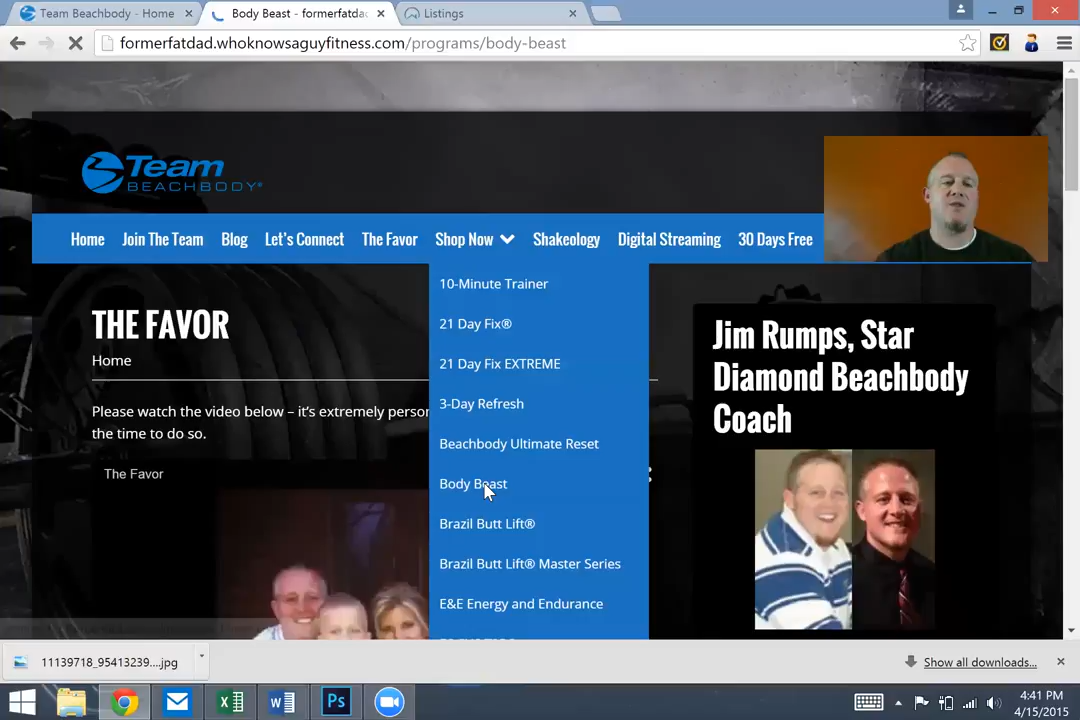 Team Beachbody - Home
Body Beast - formerfatda
Listings
formerfatdad.whoknowsaguyfitness.com/programs/body-beast
Team
BEACHBODY®
Home
Join The Team
Blog
Let's Connect
The Favor
Shop Now
Shakeology
Digital Streaming
30 Days Free
10-Minute Trainer
21 Day Fix®
21 Day Fix EXTREME
3-Day Refresh
Beachbody Ultimate Reset
Body Beast
Brazil Butt Lift®
Brazil Butt Lift® Master Series
E&E Energy and Endurance
THE FAVOR
Home
Please watch the video below – it's extremely person
the time to do so.
The Favor
Jim Rumps, Star
Diamond Beachbody
Coach
11139718_95413239....jpg
Show all downloads...
W
Ps
4:41 PM
4/15/2015